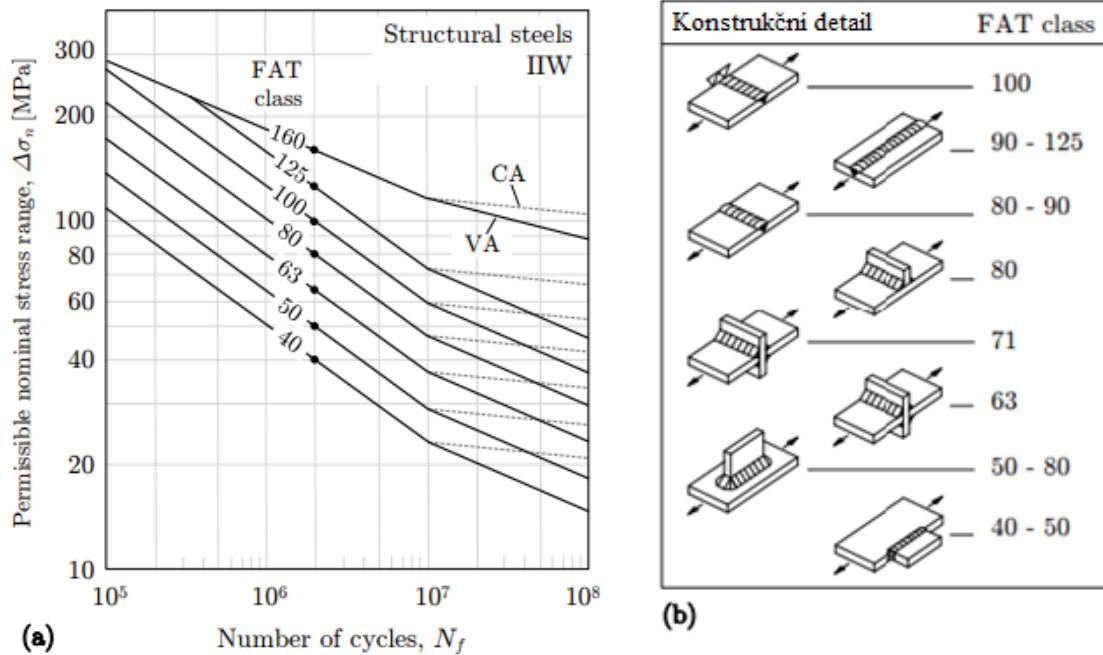 Structural steels
IIW
FAT
class
160
125
100
80
63
50
40
CA
VA
300
200
100
80
60
40
20
10
10^5
10^6
10^7
10^8
Permissible nominal stress range, Δσ_n [MPa]
Number of cycles, N_f
(a)
Konstrukční detail FAT class
100
90 - 125
80 - 90
80
71
63
50 - 80
40 - 50
(b)